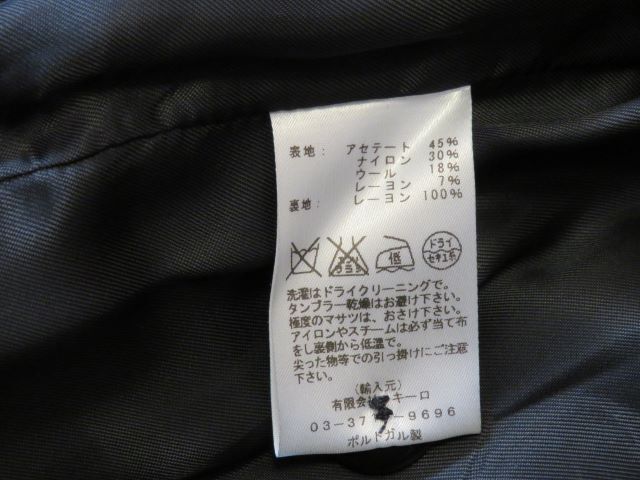 表地: アセテート 45%
ナイロン 30%
ウール 18%
レーヨン 7%
裏地: レーヨン 100%
エンソサラシ 低 ドライ セキユ系
洗濯はドライクリーニングで。
タンブラー乾燥はお避け下さい。
極度のマサツは、おさけ下さい。
アイロンやスチームは必ず当て布
をし裏側から低温で。
尖った物等での引っ掛けにご注意
下さい。
(輸入元)
有限会社 キーロ
03-37 -9696
ポルトガル製